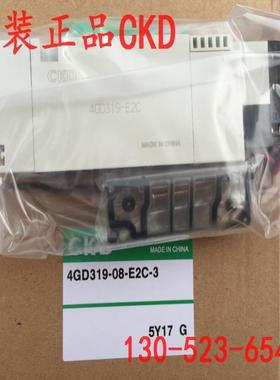 装正品CKD
CKD
4GD319-E2C
MADE IN CHINA
CKD
MADE IN CHINA
4GD319-08-E2C-3
5Y17 G
130-523-654